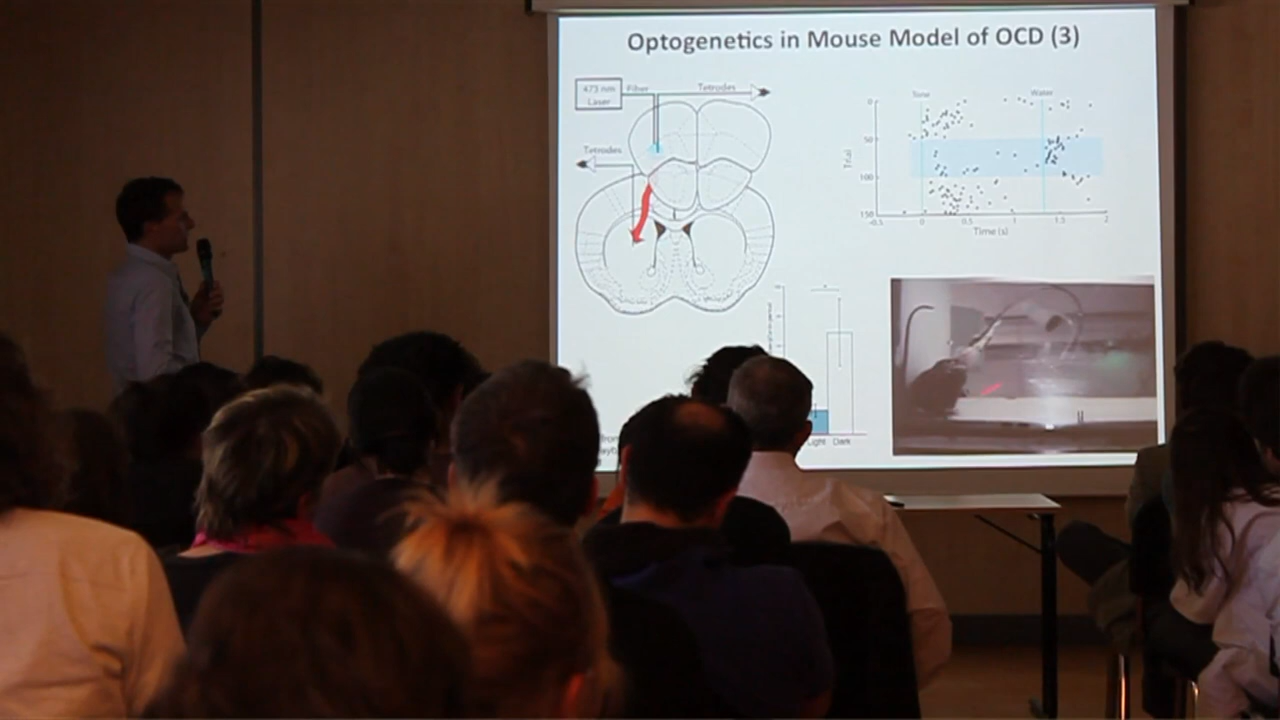 Optogenetics in Mouse Model of OCD (3)
473 nm
Laser
Fiber
Tetrodes
Tetrodes
Tone
Water
0
50
100
150
Trial
-0.5
0
0.5
1
1.5
2
Time (s)
Light
Dark